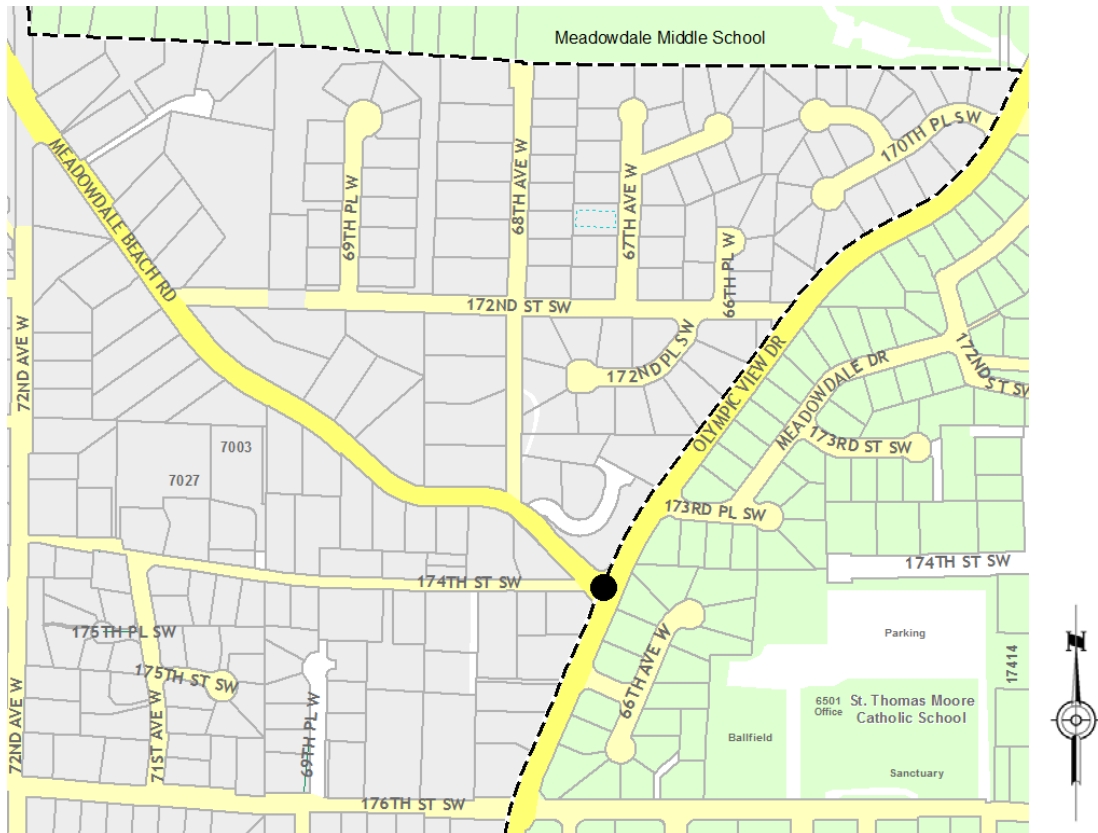 Meadowdale Middle School
170TH PL SW
MEADOWDALE BEACH RD
69TH PL W
68TH AVE W
67TH AVE W
66TH PL W
172ND ST SW
172ND PL SW
OLYMPIC VIEW DR
MEADOWDALE DR
172ND ST SW
72ND AVE W
173RD ST SW
7003
7027
173RD PL SW
174TH ST SW
174TH ST SW
N
175TH PL SW
175TH ST SW
71ST AVE W
69TH PL W
66TH AVE W
Parking
17414
6501
Office
St. Thomas Moore
Catholic School
Ballfield
72ND AVE W
Sanctuary
176TH ST SW